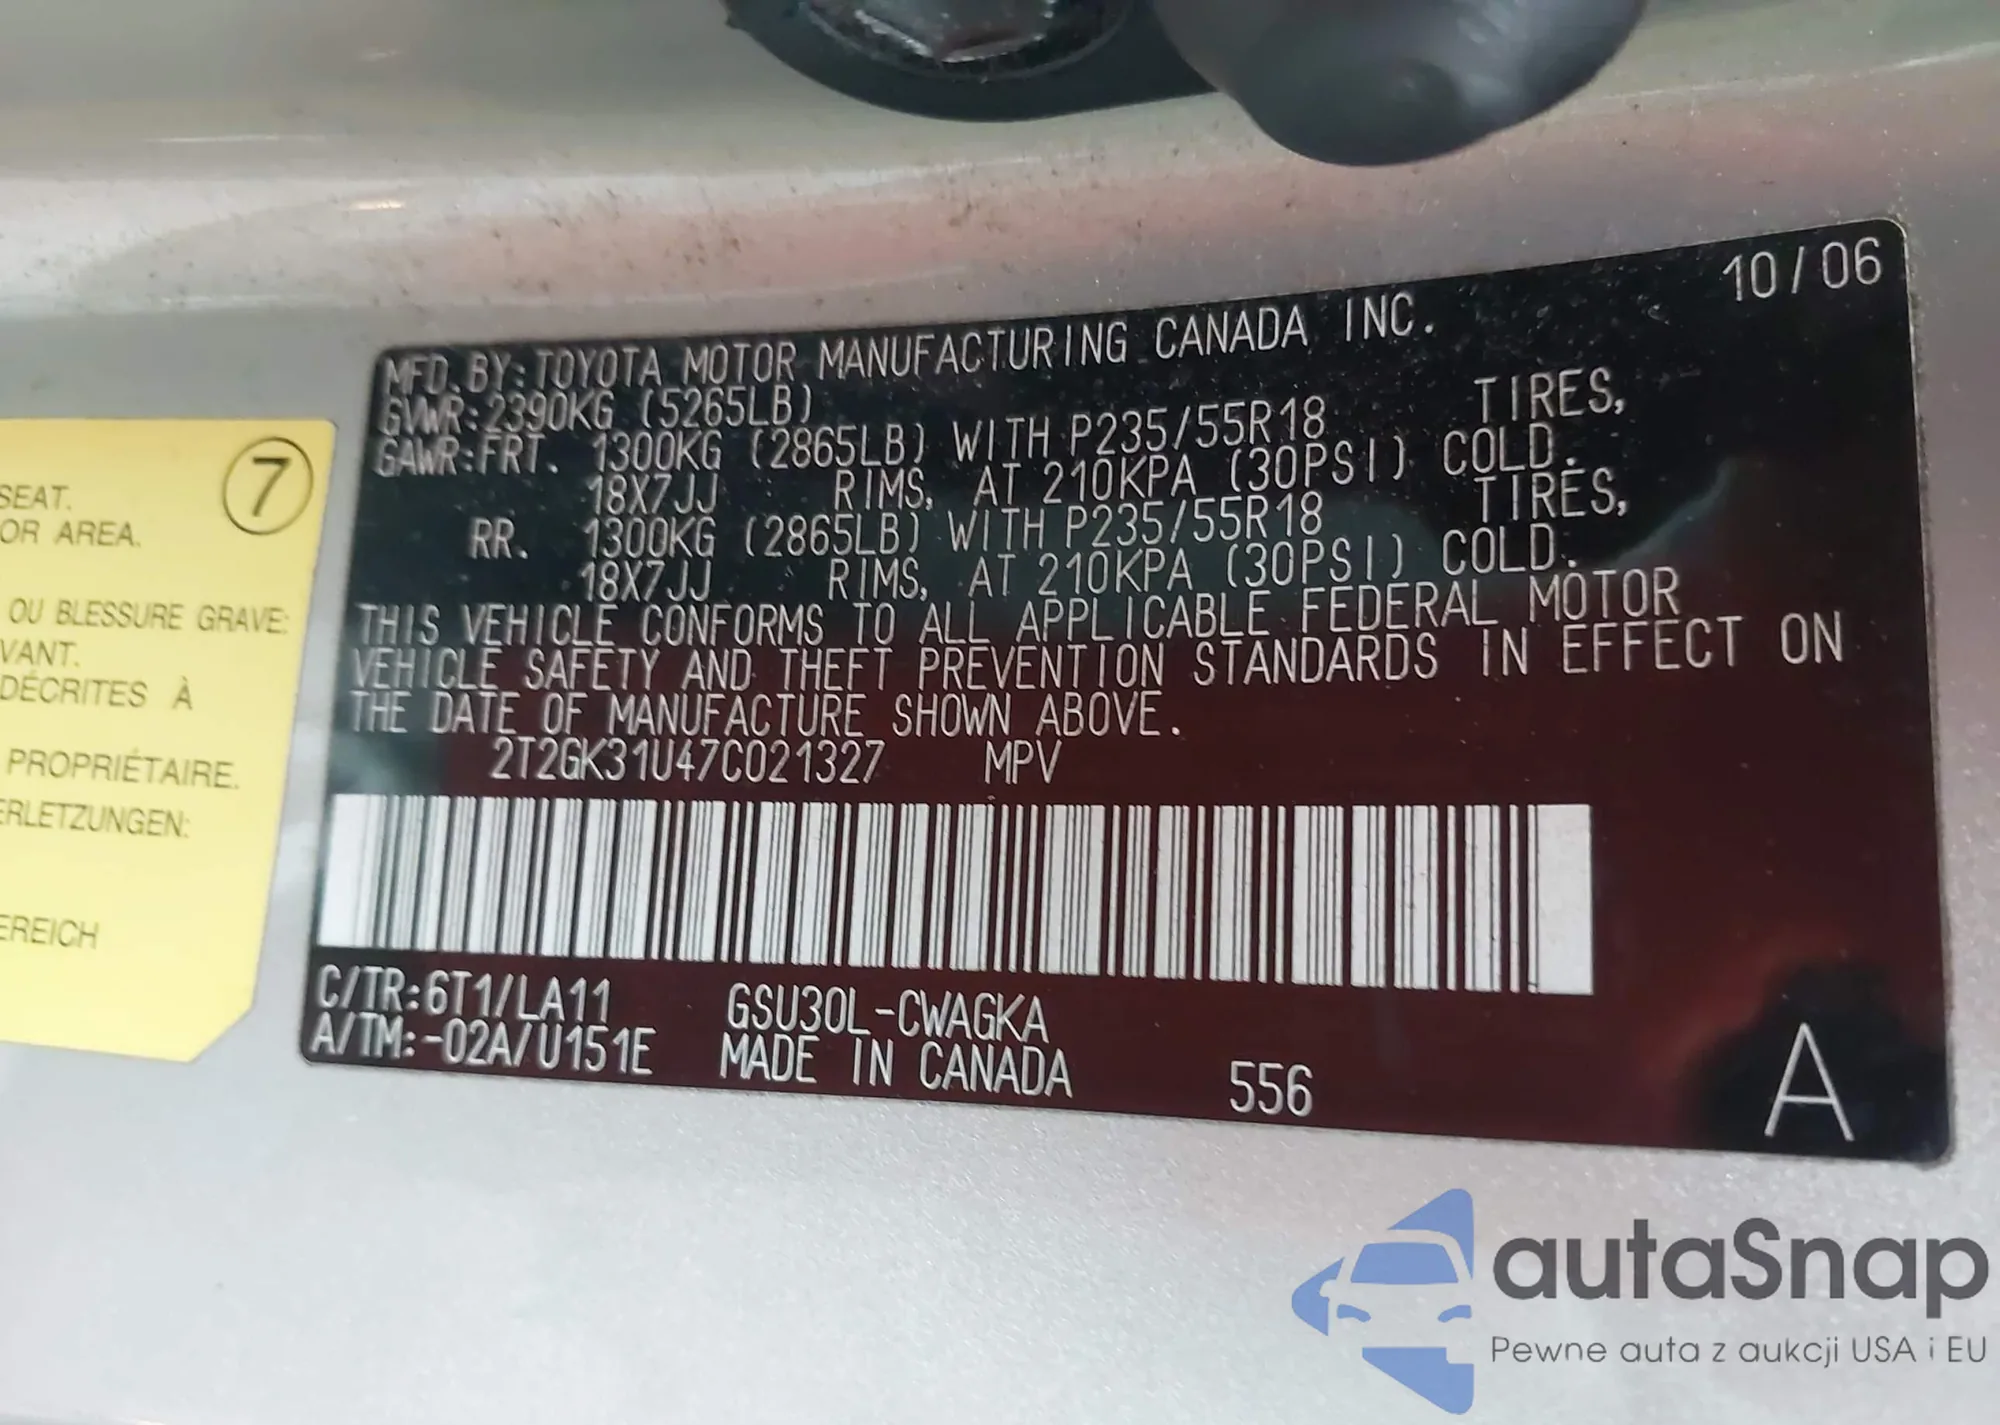 10/06
MFD.BY:TOYOTA MOTOR MANUFACTURING CANADA INC.
GVWR:2390KG (5265LB)
GAWR:FRT. 1300KG (2865LB) WITH P235/55R18 TIRES,
18X7JJ RIMS, AT 210KPA (30PSI) COLD.
RR. 1300KG (2865LB) WITH P235/55R18 TIRES,
18X7JJ RIMS, AT 210KPA (30PSI) COLD.
THIS VEHICLE CONFORMS TO ALL APPLICABLE FEDERAL MOTOR
VEHICLE SAFETY AND THEFT PREVENTION STANDARDS IN EFFECT ON
THE DATE OF MANUFACTURE SHOWN ABOVE.
2T2GK31U47C021327 MPV
C/TR:6T1/LA11 GSU30L-CWAGKA
A/TM:-02A/U151E MADE IN CANADA 556 A
7
SEAT.
OR AREA.
OU BLESSURE GRAVE:
VANT.
DÉCRITES À
PROPRIÉTAIRE.
ERLETZUNGEN:
EREICH
autaSnap
Pewne auta z aukcji USA i EU